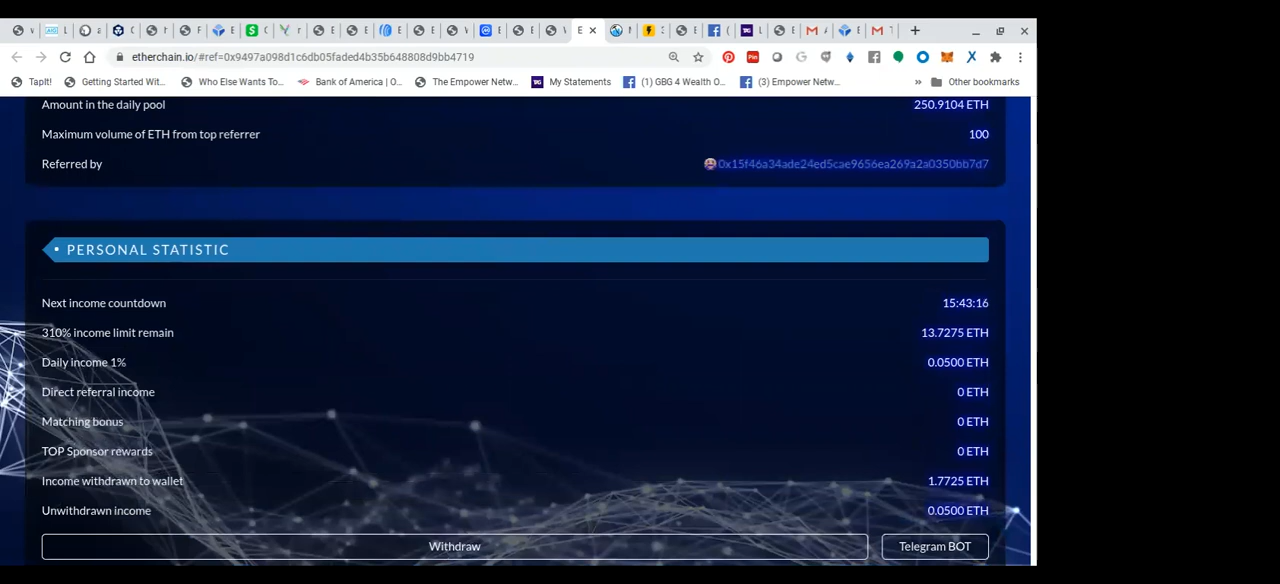 etherchain.io/#ref=0x9497a098d1c6db05faded4b35b648808d9bb4719
TapIt! Getting Started Wit... Who Else Wants To... Bank of America | O... The Empower Netw... My Statements (1) GBG 4 Wealth O... (3) Empower Netw... » Other bookmarks
Amount in the daily pool 250.9104 ETH
Maximum volume of ETH from top referrer 100
Referred by 0x15f46a34ade24ed5cae9656ea269a2a0350bb7d7
PERSONAL STATISTIC
Next income countdown 15:43:16
310% income limit remain 13.7275 ETH
Daily income 1% 0.0500 ETH
Direct referral income 0 ETH
Matching bonus 0 ETH
TOP Sponsor rewards 0 ETH
Income withdrawn to wallet 1.7725 ETH
Unwithdrawn income 0.0500 ETH
Withdraw Telegram BOT